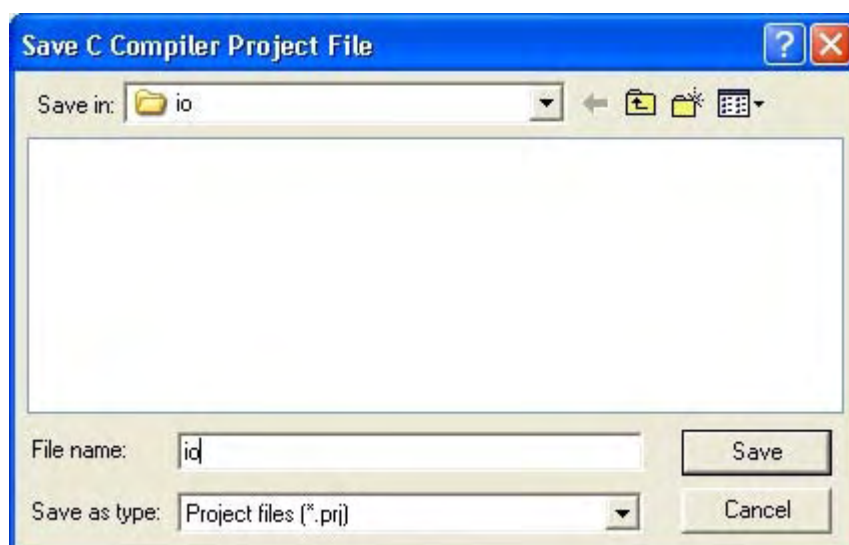 Save C Compiler Project File
Save in: io
File name: io
Save
Save as type: Project files (*.prj)
Cancel